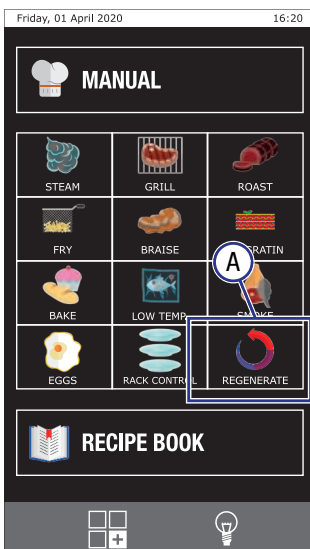 Friday, 01 April 2020 16:20
MANUAL
STEAM GRILL ROAST
FRY BRAISE RATIN
A
BAKE LOW TEMP. SMOKE
EGGS RACK CONTROL REGENERATE
RECIPE BOOK